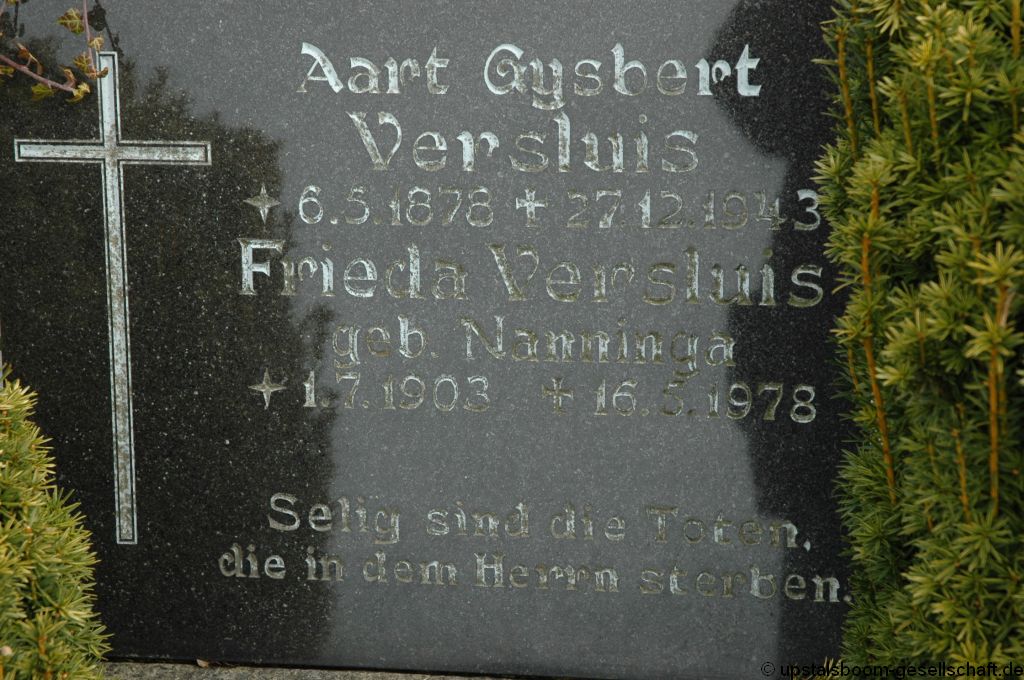 Aart Gysbert
Versluis
6.5.1878 ✝ 27.12.1943
Frieda Versluis
geb. Nanninga
1.7.1903 ✝ 16.5.1978
Selig sind die Toten,
die in dem Herrn sterben.
© upstalsboom-gesellschaft.de